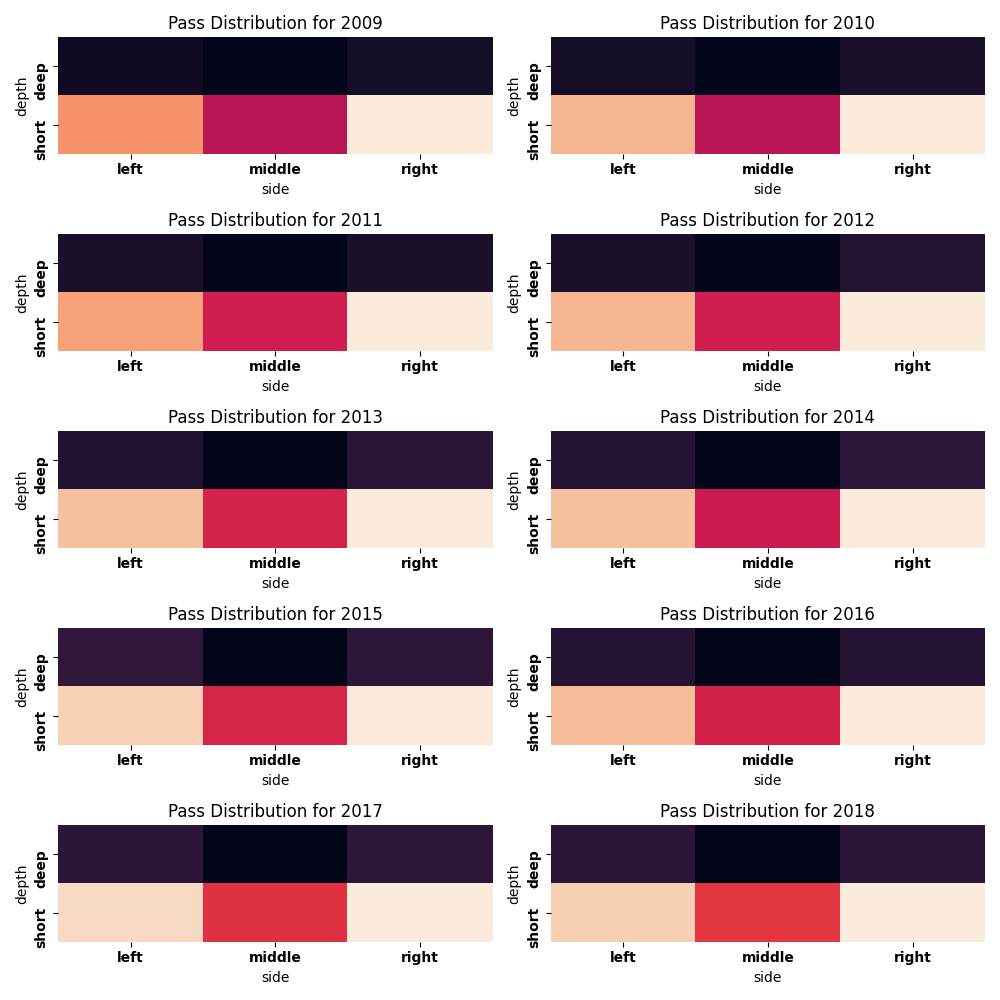 Pass Distribution for 2009
depth
deep
short
left middle right
side
Pass Distribution for 2010
depth
deep
short
left middle right
side
Pass Distribution for 2011
depth
deep
short
left middle right
side
Pass Distribution for 2012
depth
deep
short
left middle right
side
Pass Distribution for 2013
depth
deep
short
left middle right
side
Pass Distribution for 2014
depth
deep
short
left middle right
side
Pass Distribution for 2015
depth
deep
short
left middle right
side
Pass Distribution for 2016
depth
deep
short
left middle right
side
Pass Distribution for 2017
depth
deep
short
left middle right
side
Pass Distribution for 2018
depth
deep
short
left middle right
side